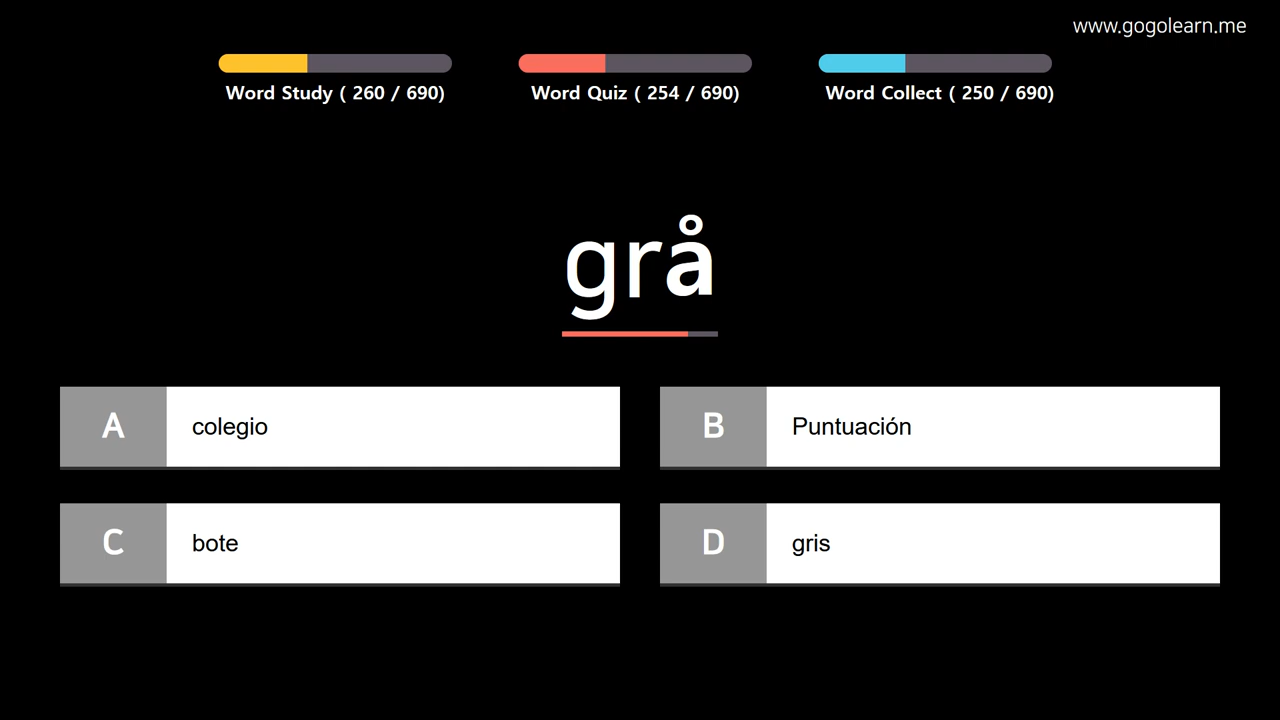 www.gogolearn.me
Word Study ( 260 / 690)
Word Quiz ( 254 / 690)
Word Collect ( 250 / 690)
grå
A colegio
B Puntuación
C bote
D gris